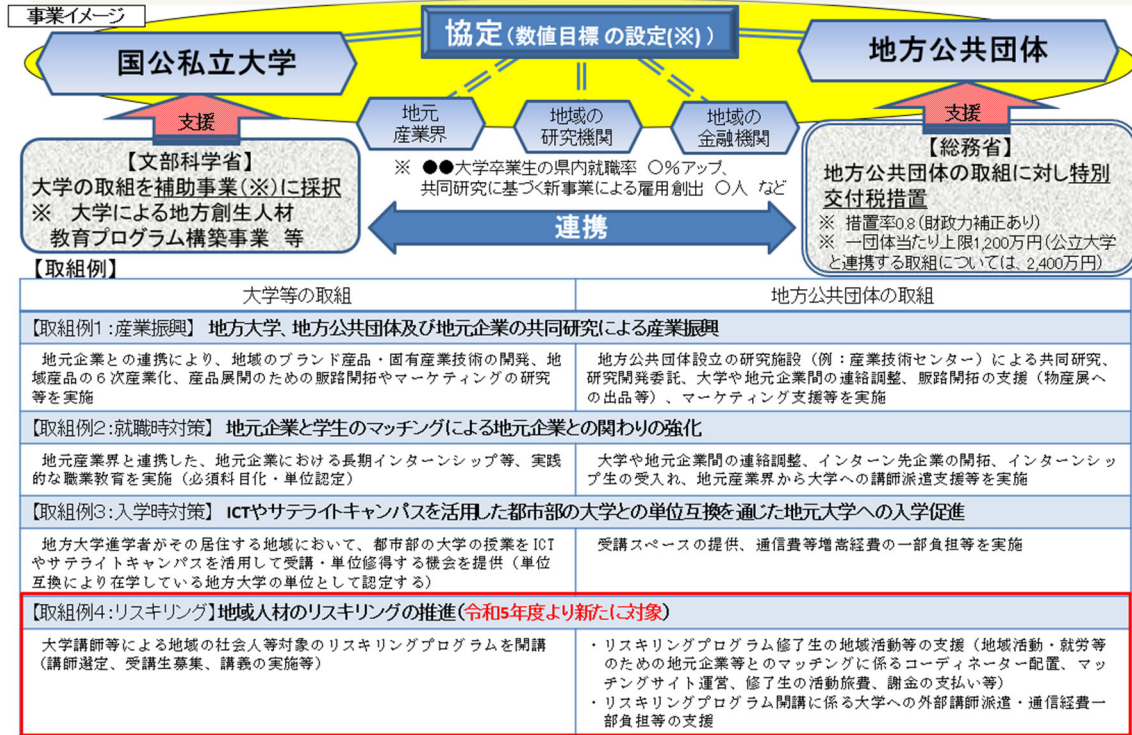 事業イメージ
国公私立大学
協定(数値目標の設定(※))
地方公共団体
地元
産業界
地域の
研究機関
地域の
金融機関
支援
支援
【文部科学省】
大学の取組を補助事業(※)に採択
※ 大学による地方創生人材
教育プログラム構築事業 等
※ ●●大学卒業生の県内就職率 ○%アップ、
共同研究に基づく新事業による雇用創出 ○人 など
連携
【総務省】
地方公共団体の取組に対し特別
交付税措置
※ 措置率0.8(財政力補正あり)
※ 一団体当たり上限1,200万円(公立大学
と連携する取組については、2,400万円)
【取組例】
大学等の取組
地方公共団体の取組
【取組例1:産業振興】 地方大学、地方公共団体及び地元企業の共同研究による産業振興
地元企業との連携により、地域のブランド産品・固有産業技術の開発、地
域産品の6次産業化、産品展開のための販路開拓やマーケティングの研究
等を実施
地方公共団体設立の研究施設(例:産業技術センター)による共同研究、
研究開発委託、大学や地元企業間の連絡調整、販路開拓の支援(物産展へ
の出品等)、マーケティング支援等を実施
【取組例2:就職時対策】 地元企業と学生のマッチングによる地元企業との関わりの強化
地元産業界と連携した、地元企業における長期インターンシップ等、実践
的な職業教育を実施(必須科目化・単位認定)
大学や地元企業間の連絡調整、インターン先企業の開拓、インターンシッ
プ生の受入れ、地元産業界から大学への講師派遣支援等を実施
【取組例3:入学時対策】 ICTやサテライトキャンパスを活用した都市部の大学との単位互換を通じた地元大学への入学促進
地方大学進学者がその居住する地域において、都市部の大学の授業をICT
やサテライトキャンパスを活用して受講・単位修得する機会を提供(単位
互換により在学している地方大学の単位として認定する)
受講スペースの提供、通信費等増嵩経費の一部負担等を実施
【取組例4:リスキリング】地域人材のリスキリングの推進(令和5年度より新たに対象)
大学講師等による地域の社会人等対象のリスキリングプログラムを開講
(講師選定、受講生募集、講義の実施等)
・リスキリングプログラム修了生の地域活動等の支援(地域活動・就労等
のための地元企業等とのマッチングに係るコーディネーター配置、マッ
チングサイト運営、修了生の活動旅費、謝金の支払い等)
・リスキリングプログラム開講に係る大学への外部講師派遣・通信経費一
部負担等の支援